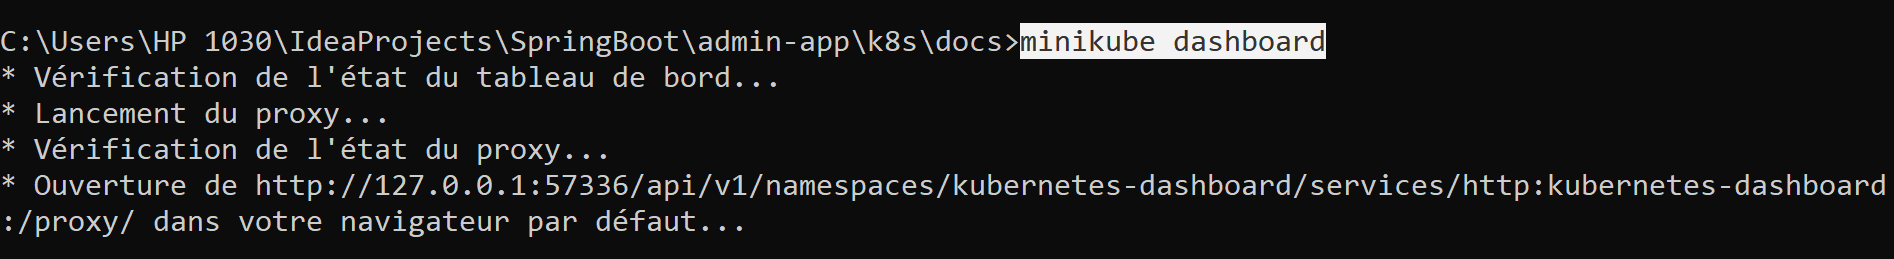 C:\Users\HP 1030\IdeaProjects\SpringBoot\admin-app\k8s\docs>minikube dashboard
* Vérification de l'état du tableau de bord...
* Lancement du proxy...
* Vérification de l'état du proxy...
* Ouverture de http://127.0.0.1:57336/api/v1/namespaces/kubernetes-dashboard/services/http:kubernetes-dashboard
:/proxy/ dans votre navigateur par défaut...